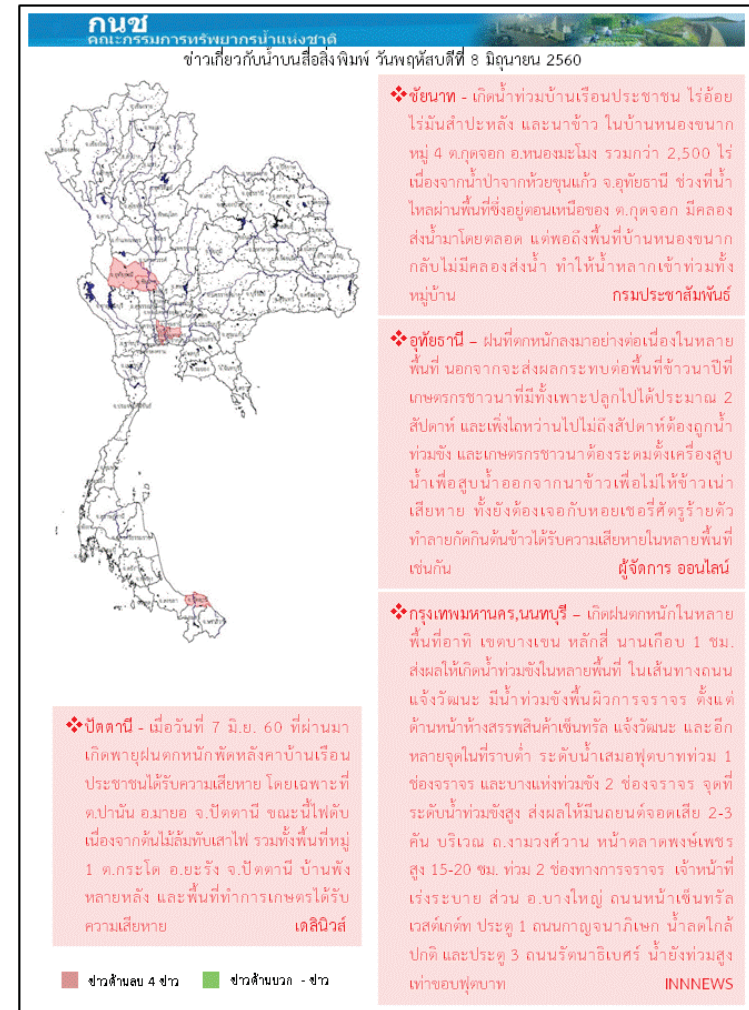 กนช
คณะกรรมการทรัพยากรน้ำแห่งชาติ
ข่าวเกี่ยวกับน้ำบนสื่อสิ่งพิมพ์ วันพฤหัสบดีที่ 8 มิถุนายน 2560
❖ชัยนาท - เกิดน้ำท่วมบ้านเรือนประชาชน ไร่อ้อย
ไร่มันสำปะหลัง และนาข้าว ในบ้านหนองขนาก
หมู่ 4 ต.กุดจอก อ.หนองมะโมง รวมกว่า 2,500 ไร่
เนื่องจากน้ำป่าจากห้วยขุนแก้ว จ.อุทัยธานี ช่วงที่น้ำ
ไหลผ่านพื้นที่ซึ่งอยู่ตอนเหนือของ ต.กุดจอก มีคลอง
ส่งน้ำมาโดยตลอด แต่พอถึงพื้นที่บ้านหนองขนาก
กลับไม่มีคลองส่งน้ำ ทำให้น้ำหลากเข้าท่วมทั้ง
หมู่บ้าน กรมประชาสัมพันธ์
❖อุทัยธานี – ฝนที่ตกหนักลงมาอย่างต่อเนื่องในหลาย
พื้นที่ นอกจากจะส่งผลกระทบต่อพื้นที่ข้าวนาปีที่
เกษตรกรชาวนาที่มีทั้งเพาะปลูกไปได้ประมาณ 2
สัปดาห์ และเพิ่งไถหว่านไปไม่ถึงสัปดาห์ต้องถูกน้ำ
ท่วมขัง และเกษตรกรชาวนาต้องระดมตั้งเครื่องสูบ
น้ำเพื่อสูบน้ำออกจากนาข้าวเพื่อไม่ให้ข้าวเน่า
เสียหาย ทั้งยังต้องเจอกับหอยเชอรี่ศัตรูร้ายตัว
ทำลายกัดกินต้นข้าวได้รับความเสียหายในหลายพื้นที่
เช่นกัน ผู้จัดการ ออนไลน์
❖กรุงเทพมหานคร,นนทบุรี – เกิดฝนตกหนักในหลาย
พื้นที่อาทิ เขตบางเขน หลักสี่ นานเกือบ 1 ชม.
ส่งผลให้เกิดน้ำท่วมขังในหลายพื้นที่ ในเส้นทางถนน
แจ้งวัฒนะ มีน้ำท่วมขังพื้นผิวการจราจร ตั้งแต่
ด้านหน้าห้างสรรพสินค้าเซ็นทรัล แจ้งวัฒนะ และอีก
หลายจุดในที่ราบต่ำ ระดับน้ำเสมอฟุตบาทท่วม 1
ช่องจราจร และบางแห่งท่วมขัง 2 ช่องจราจร จุดที่
ระดับน้ำท่วมขังสูง ส่งผลให้มีรถยนต์จอดเสีย 2-3
คัน บริเวณ ถ.งามวงศ์วาน หน้าตลาดพงษ์เพชร
สูง 15-20 ซม. ท่วม 2 ช่องทางการจราจร เจ้าหน้าที่
เร่งระบาย ส่วน อ.บางใหญ่ ถนนหน้าเซ็นทรัล
เวสต์เกต์ท ประตู 1 ถนนกาญจนาภิเษก น้ำลดใกล้
ปกติ และประตู 3 ถนนรัตนาธิเบศร์ น้ำยังท่วมสูง
เท่าขอบฟุตบาท INNNEWS
❖ปัตตานี - เมื่อวันที่ 7 มิ.ย. 60 ที่ผ่านมา
เกิดพายุฝนตกหนักพัดหลังคาบ้านเรือน
ประชาชนได้รับความเสียหาย โดยเฉพาะที่
ต.ปานัน อ.มายอ จ.ปัตตานี ขณะนี้ไฟดับ
เนื่องจากต้นไม้ล้มทับเสาไฟ รวมทั้งพื้นที่หมู่
1 ต.กระโด อ.ยะรัง จ.ปัตตานี บ้านพัง
หลายหลัง และพื้นที่ทำการเกษตรได้รับ
ความเสียหาย เดลินิวส์
ข่าวด้านลบ 4 ข่าว ข่าวด้านบวก - ข่าว